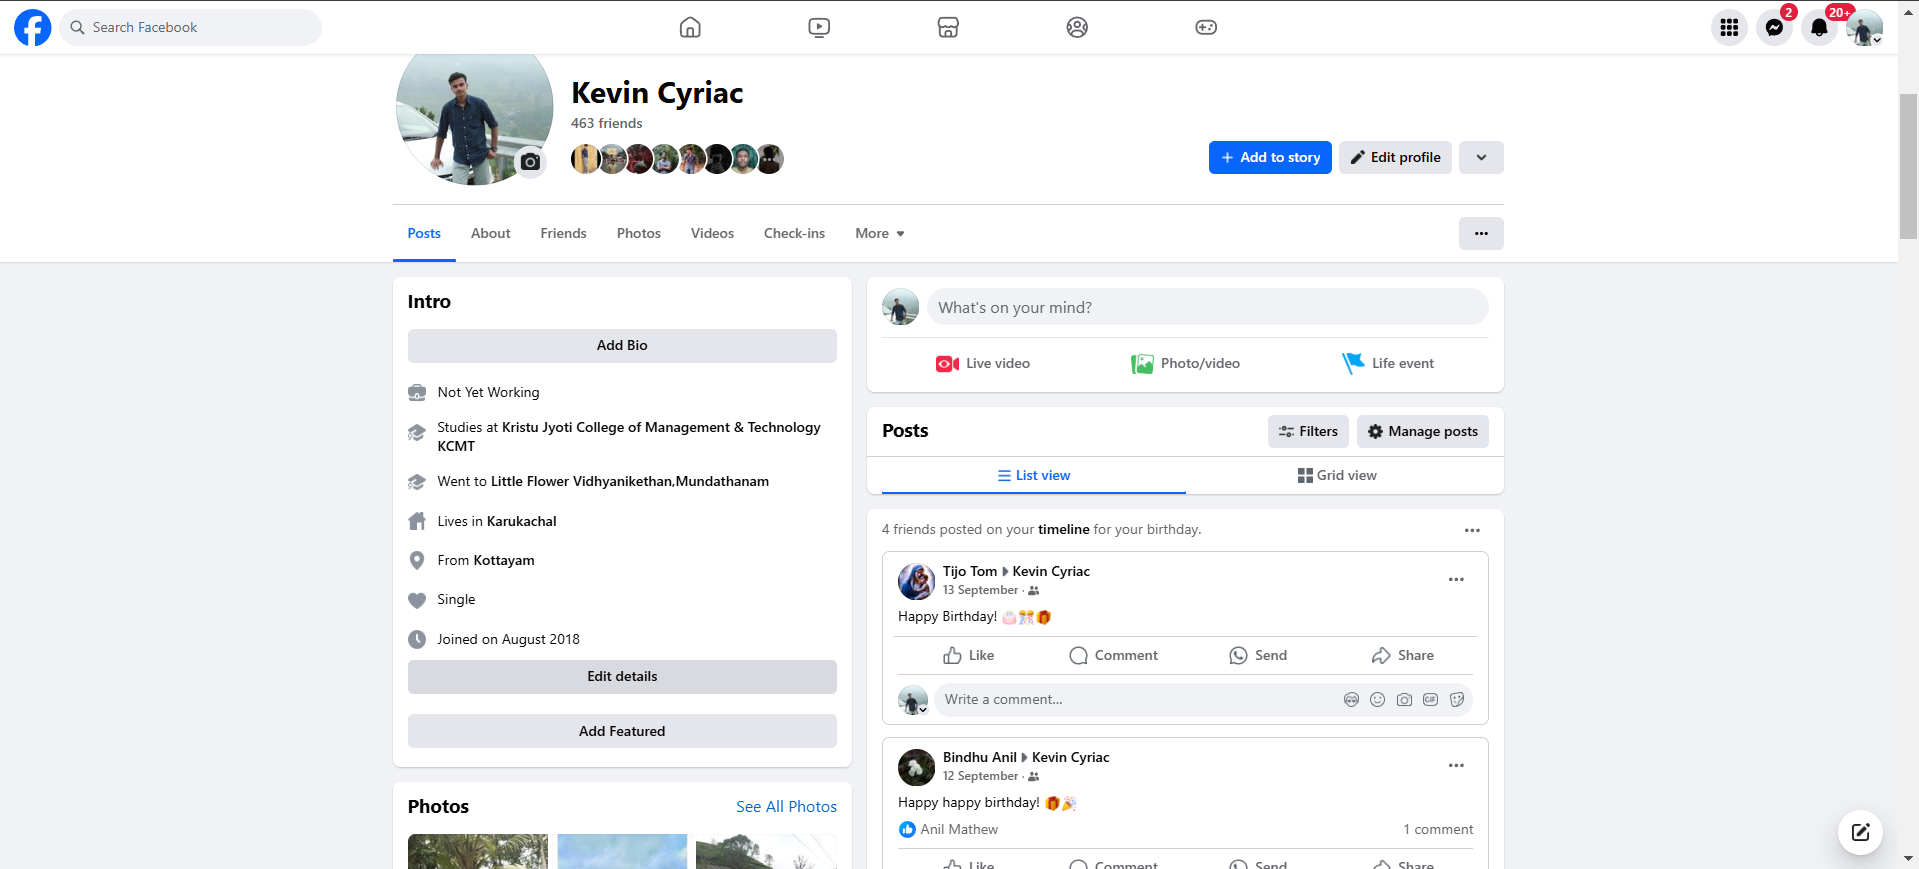 Search Facebook
2
20+
Kevin Cyriac
463 friends
Add to story
Edit profile
Posts
About
Friends
Photos
Videos
Check-ins
More
Intro
Add Bio
Not Yet Working
Studies at Kristu Jyoti College of Management & Technology
KCMT
Went to Little Flower Vidhyanikethan,Mundathanam
Lives in Karukachal
From Kottayam
Single
Joined on August 2018
Edit details
Add Featured
Photos
See All Photos
What's on your mind?
Live video
Photo/video
Life event
Posts
Filters
Manage posts
List view
Grid view
4 friends posted on your timeline for your birthday.
Tijo Tom Kevin Cyriac
13 September ·
Happy Birthday! 🎂🎊🎁
Like
Comment
Send
Share
Write a comment...
GIF
Bindhu Anil Kevin Cyriac
12 September ·
Happy happy birthday! 🎁🎉
Anil Mathew
1 comment
Like
Comment
Send
Share